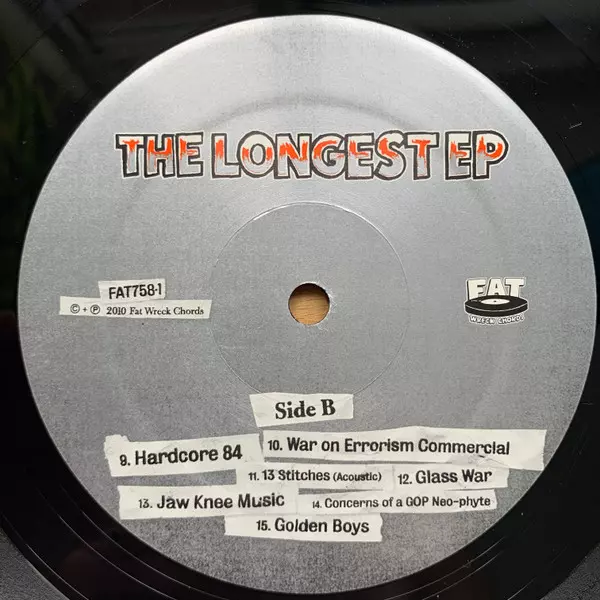 THE LONGEST EP
FAT758-1
© + ℗ 2010 Fat Wreck Chords
FAT
WRECK CHORDS
Side B
9. Hardcore 84
10. War on Errorism Commercial
11. 13 Stitches (Acoustic)
12. Glass War
13. Jaw Knee Music
14. Concerns of a GOP Neo-phyte
15. Golden Boys